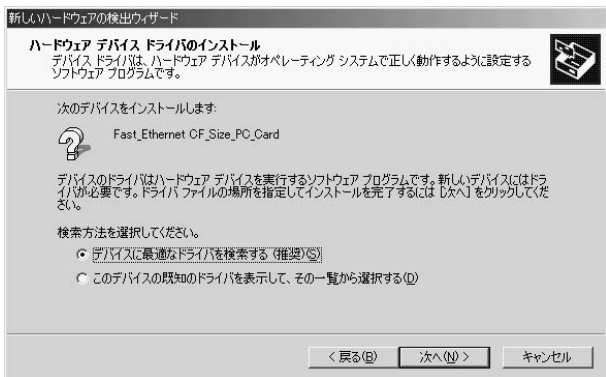 新しいハードウェアの検出ウィザード
ハードウェア デバイス ドライバのインストール
デバイス ドライバは、ハードウェア デバイスがオペレーティング システムで正しく動作するように設定する
ソフトウェア プログラムです。
次のデバイスをインストールします:
Fast_Ethernet CF_Size_PC_Card
デバイスのドライバはハードウェア デバイスを実行するソフトウェア プログラムです。新しいデバイスにはドラ
イバが必要です。ドライバ ファイルの場所を指定してインストールを完了するには [次へ] をクリックしてくだ
さい。
検索方法を選択してください。
デバイスに最適なドライバを検索する (推奨)(S)
このデバイスの既知のドライバを表示して、その一覧から選択する(D)
< 戻る(B) 次へ(N) > キャンセル